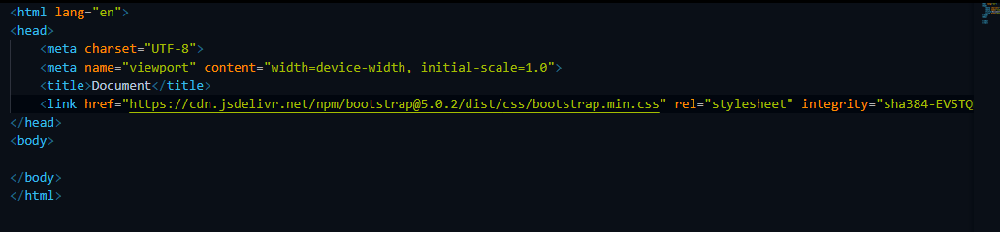 <html lang="en">
<head>
    <meta charset="UTF-8">
    <meta name="viewport" content="width=device-width, initial-scale=1.0">
    <title>Document</title>
    <link href="https://cdn.jsdelivr.net/npm/bootstrap@5.0.2/dist/css/bootstrap.min.css" rel="stylesheet" integrity="sha384-EVSTQ
</head>
<body>

</body>
</html>